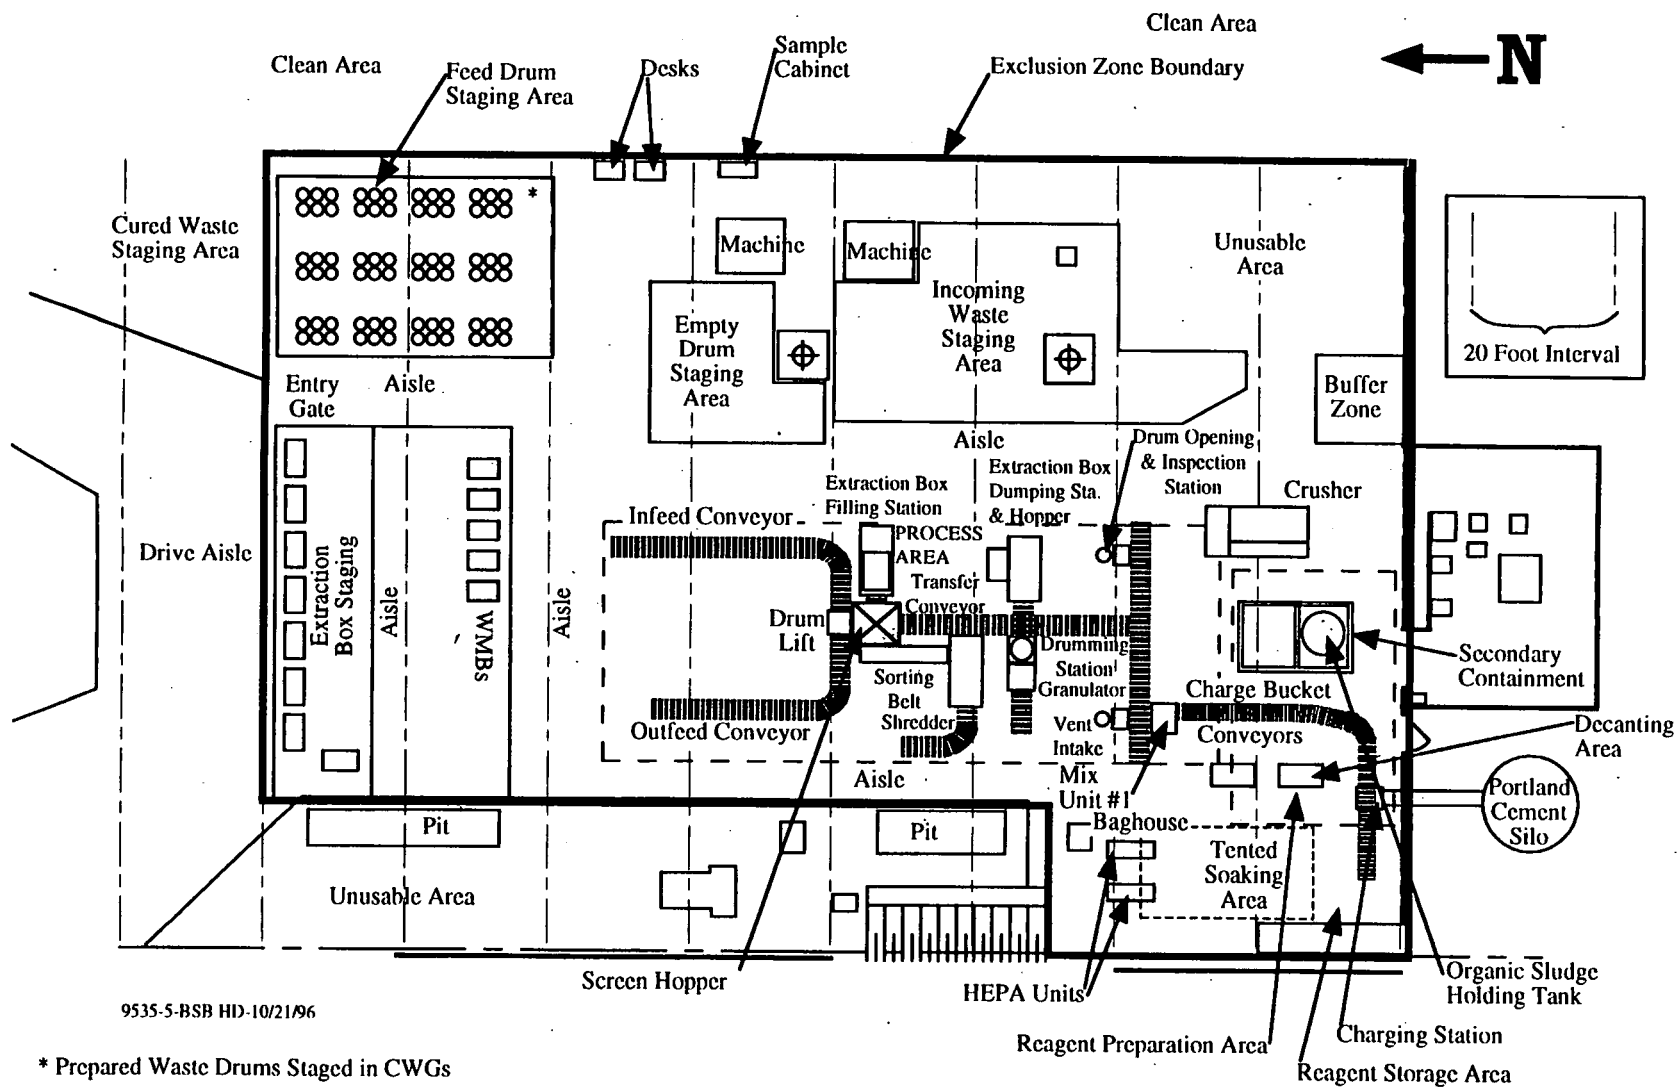 Clean Area
N
Clean Area
Feed Drum
Staging Area
Desks
Sample
Cabinet
Exclusion Zone Boundary
*
Cured Waste
Staging Area
Machine
Machine
Unusable
Area
Incoming
Waste
Staging
Area
Empty
Drum
Staging
Area
20 Foot Interval
Entry
Gate
Aisle
Buffer
Zone
Aisle
Drum Opening
& Inspection
Station
Extraction Box
Filling Station
Extraction Box
Dumping Sta.
& Hopper
Crusher
Infeed Conveyor
PROCESS
AREA
Drive Aisle
Extraction
Box Staging
Aisle
WMBs
Aisle
Transfer
Conveyor
Drum
Lift
Drumming
Station
Granulator
Secondary
Containment
Sorting
Belt
Shredder
Charge Bucket
Conveyors
Outfeed Conveyor
Vent
Intake
Decanting
Area
Aisle
Mix
Unit #1
Portland
Cement
Silo
Pit
Pit
Baghouse
Tented
Soaking
Area
Unusable Area
Screen Hopper
HEPA Units
Organic Sludge
Holding Tank
9535-5-BSB HD-10/21/96
Reagent Preparation Area
Charging Station
* Prepared Waste Drums Staged in CWGs
Reagent Storage Area